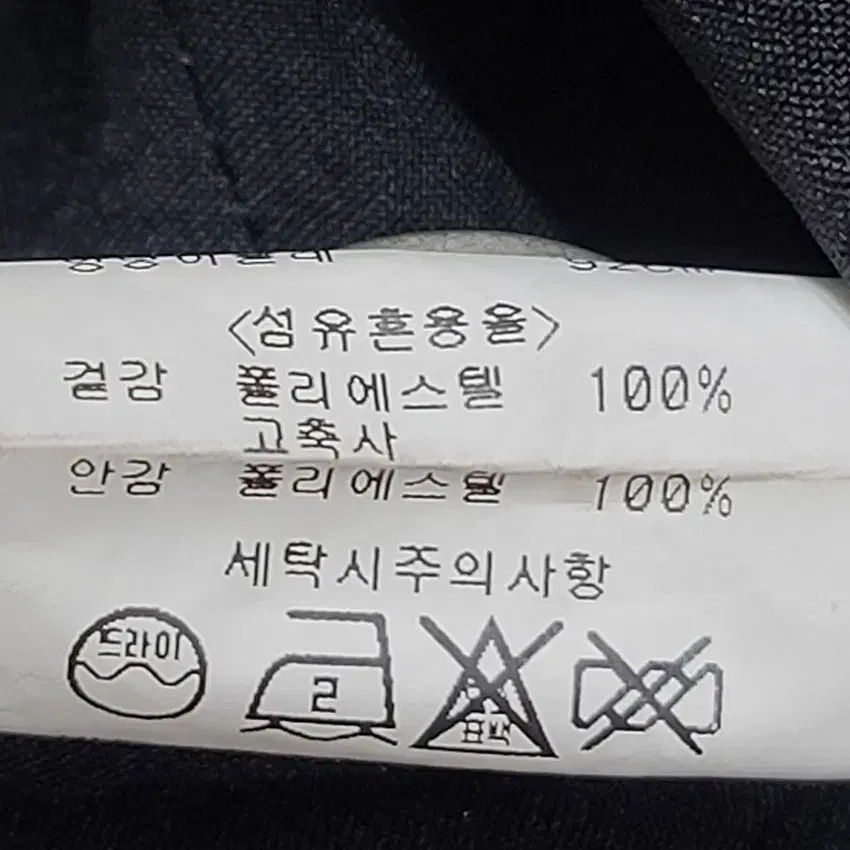 <섬유혼용율>
겉감 폴리에스텔 100%
고축사
안감 폴리에스텔 100%
세탁시주의사항
드라이 2 표백